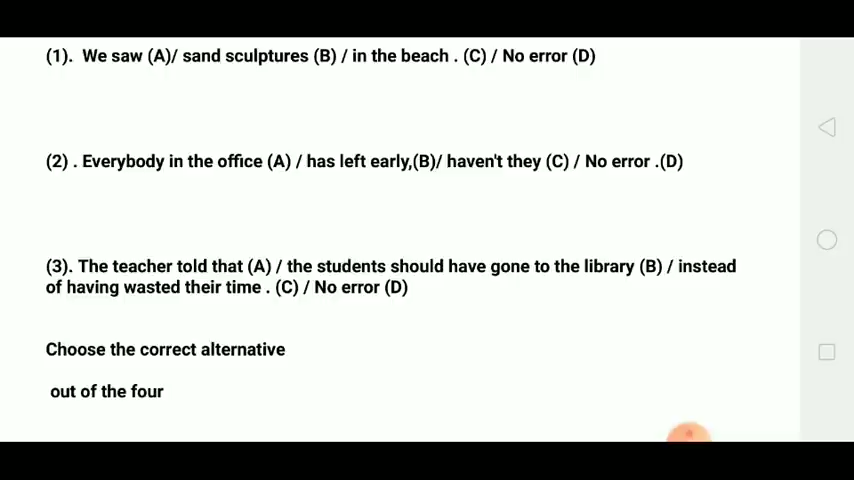 (1).  We saw (A)/ sand sculptures (B) / in the beach . (C) / No error (D)
(2) . Everybody in the office (A) / has left early,(B)/ haven't they (C) / No error .(D)
(3). The teacher told that (A) / the students should have gone to the library (B) / instead
of having wasted their time . (C) / No error (D)
Choose the correct alternative
out of the four